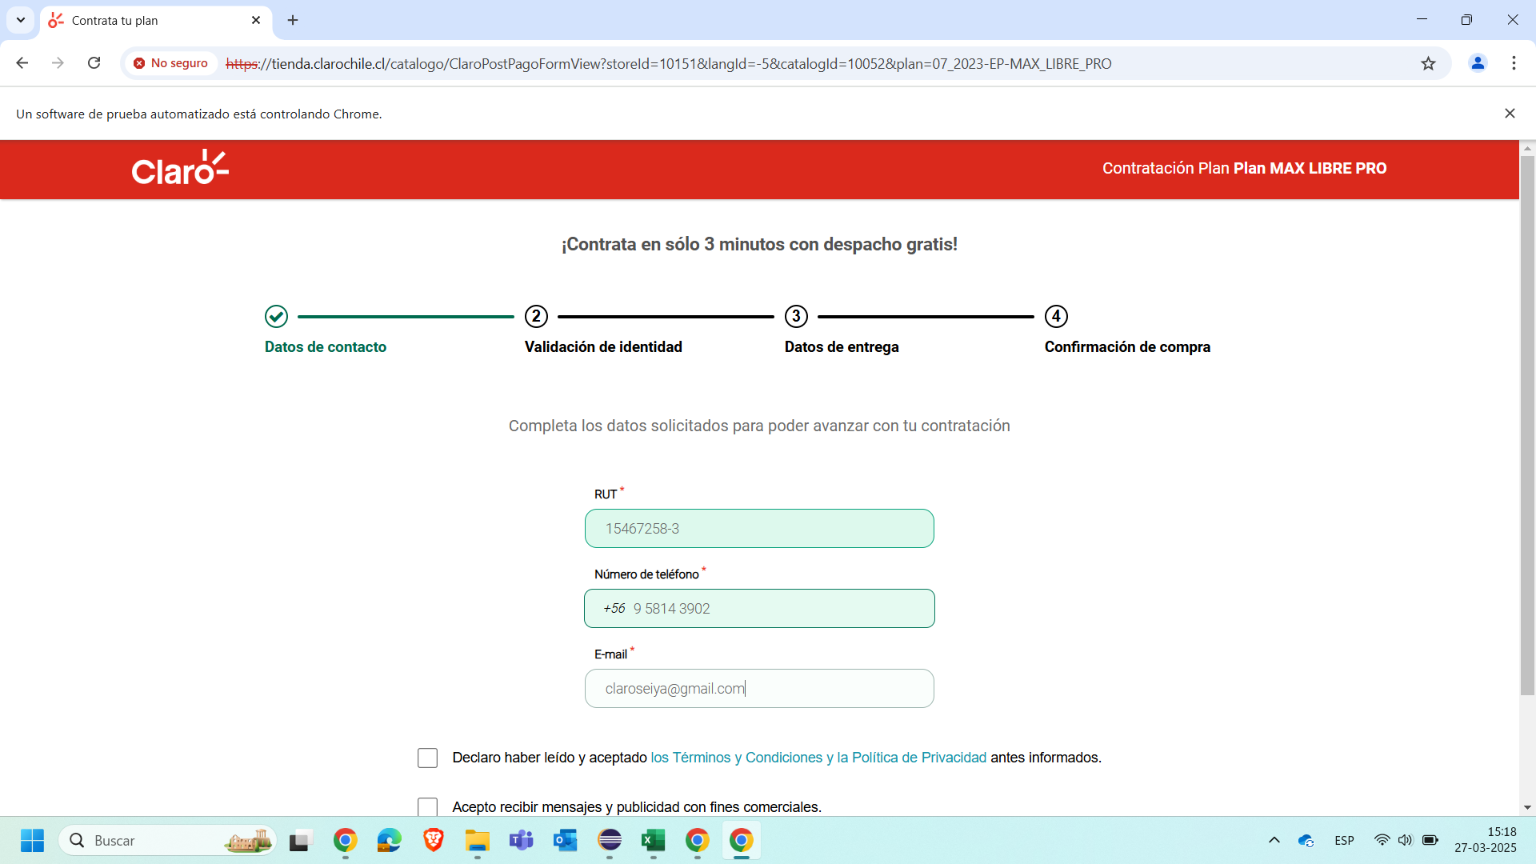 Contrata tu plan
No seguro
https://tienda.clarochile.cl/catalogo/ClaroPostPagoFormView?storeId=10151&langId=-5&catalogId=10052&plan=07_2023-EP-MAX_LIBRE_PRO
Un software de prueba automatizado está controlando Chrome.
Claro
Contratación Plan Plan MAX LIBRE PRO
¡Contrata en sólo 3 minutos con despacho gratis!
2
3
4
Datos de contacto
Validación de identidad
Datos de entrega
Confirmación de compra
Completa los datos solicitados para poder avanzar con tu contratación
RUT *
15467258-3
Número de teléfono *
+56 9 5814 3902
E-mail *
claroseiya@gmail.com
Declaro haber leído y aceptado los Términos y Condiciones y la Política de Privacidad antes informados.
Acepto recibir mensajes y publicidad con fines comerciales.
Buscar
ESP
15:18
27-03-2025